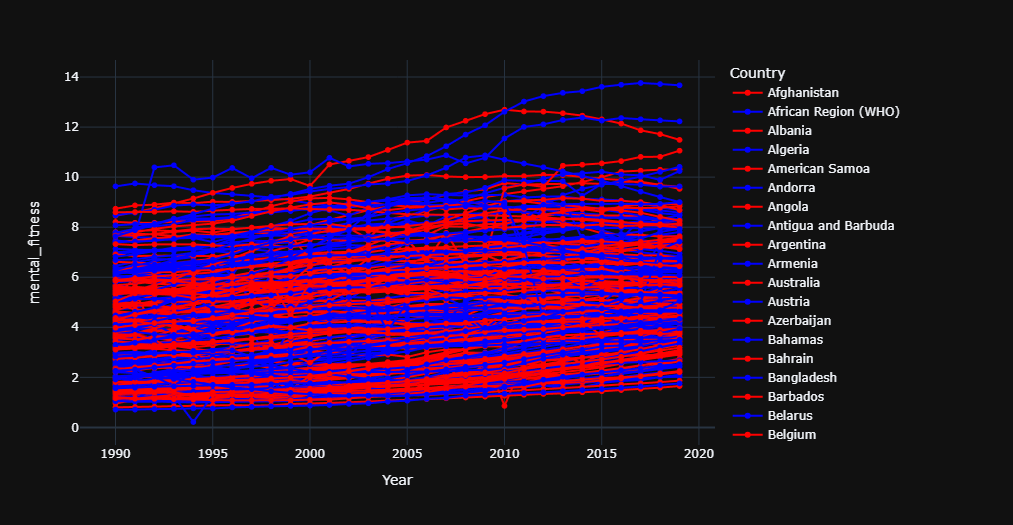 mental_fitness
14
12
10
8
6
4
2
0
1990 1995 2000 2005 2010 2015 2020
Year
Country
Afghanistan
African Region (WHO)
Albania
Algeria
American Samoa
Andorra
Angola
Antigua and Barbuda
Argentina
Armenia
Australia
Austria
Azerbaijan
Bahamas
Bahrain
Bangladesh
Barbados
Belarus
Belgium